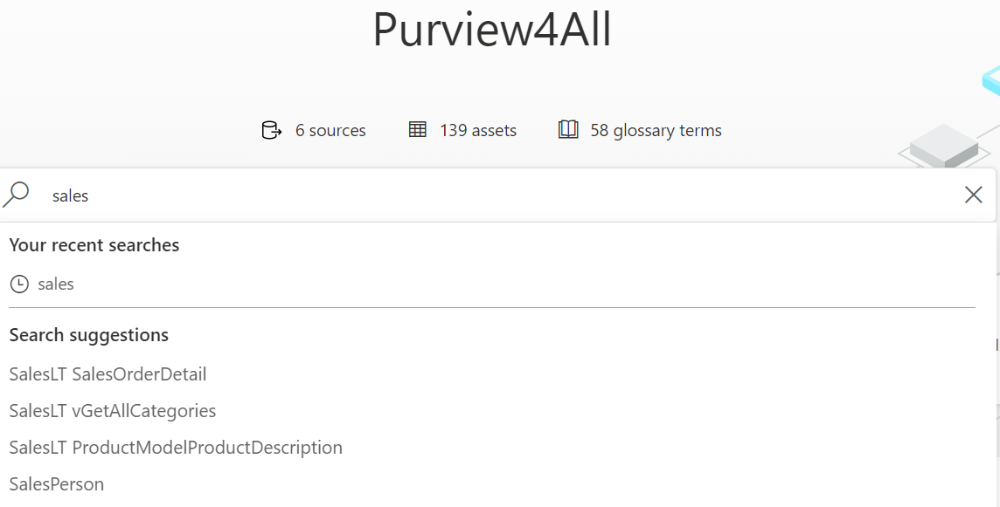 Purview4All
6 sources 139 assets 58 glossary terms
sales
Your recent searches
sales
Search suggestions
SalesLT SalesOrderDetail
SalesLT vGetAllCategories
SalesLT ProductModelProductDescription
SalesPerson